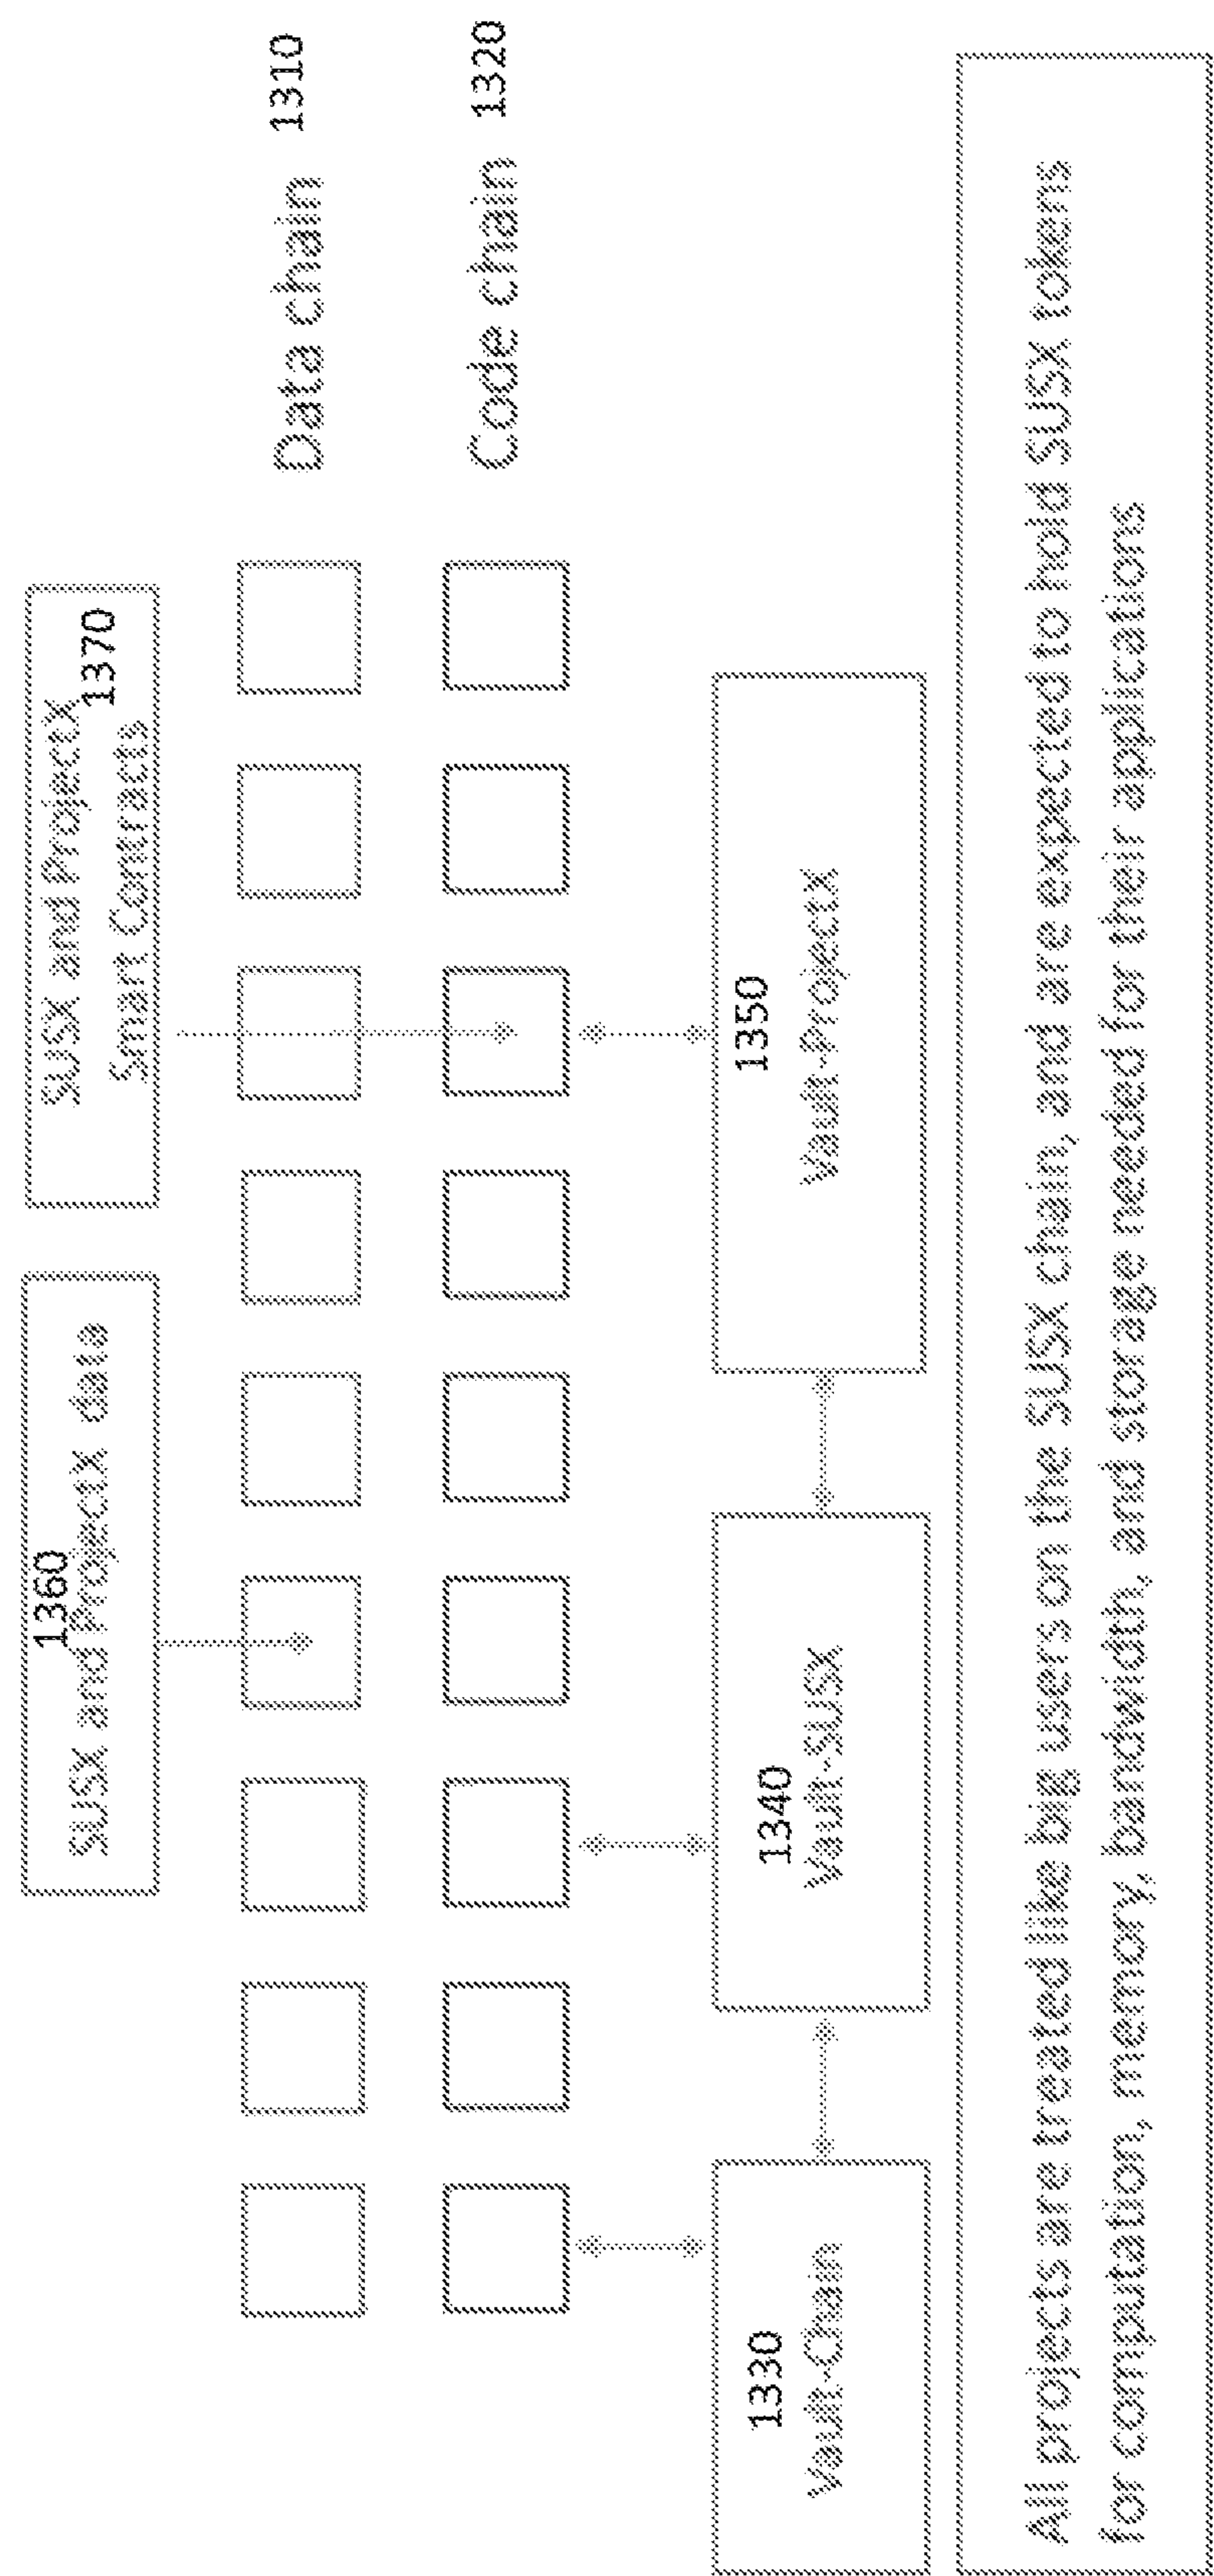 1360
SUSX and ProjectX data
SUSX and ProjectX
1370
Smart Contracts
Data chain 1310
Code chain 1320
1330
Vault-Chain
1340
Vault-SUSX
1350
Vault-ProjectX
All projects are treated like big users on the SUSX chain, and are expected to hold SUSX tokens
for computation, memory, bandwidth, and storage needed for their applications